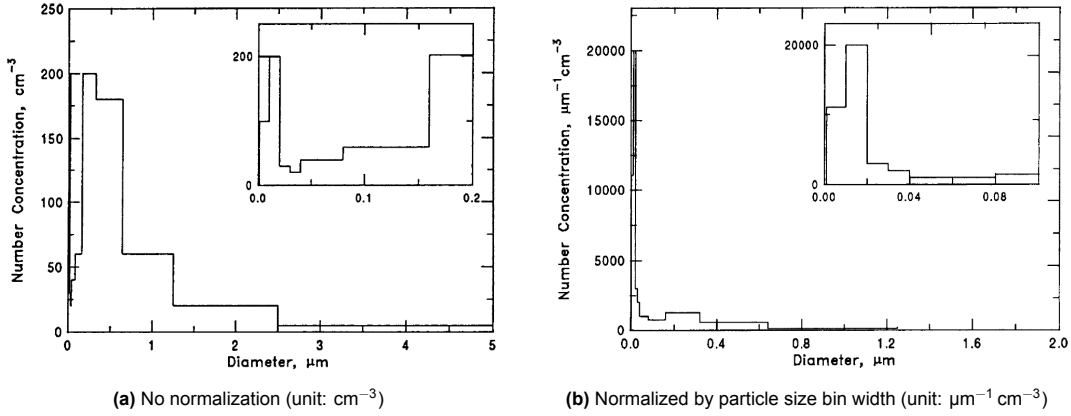 250
200
150
100
50
0
Number Concentration, cm⁻³
200
0
0.0 0.1 0.2
0 1 2 3 4 5
Diameter, μm
(a) No normalization (unit: cm⁻³)
20000
15000
10000
5000
0
Number Concentration, μm⁻¹cm⁻³
20000
0
0.00 0.04 0.08
0.0 0.4 0.8 1.2 1.6 2.0
Diameter, μm
(b) Normalized by particle size bin width (unit: μm⁻¹ cm⁻³)